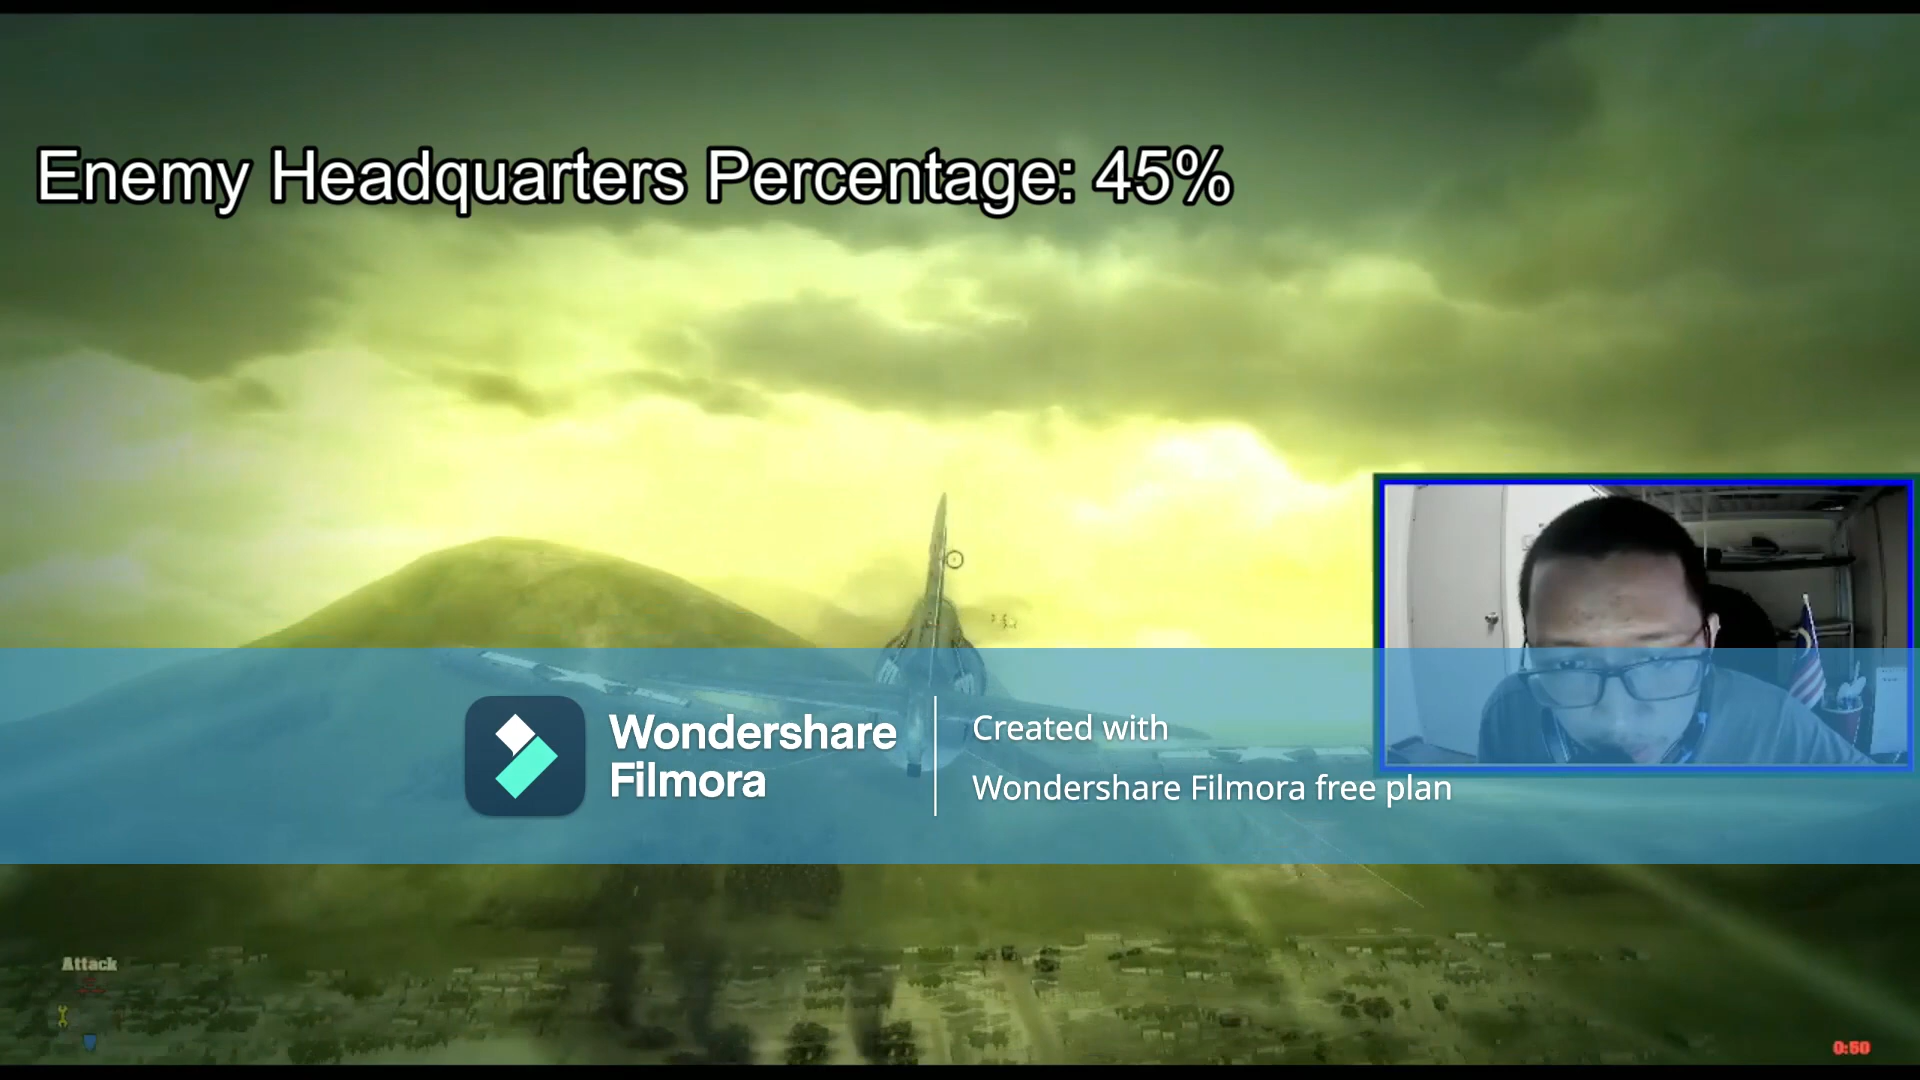 Enemy Headquarters Percentage: 45%
Wondershare
Filmora
Created with
Wondershare Filmora free plan
Attack
0:50